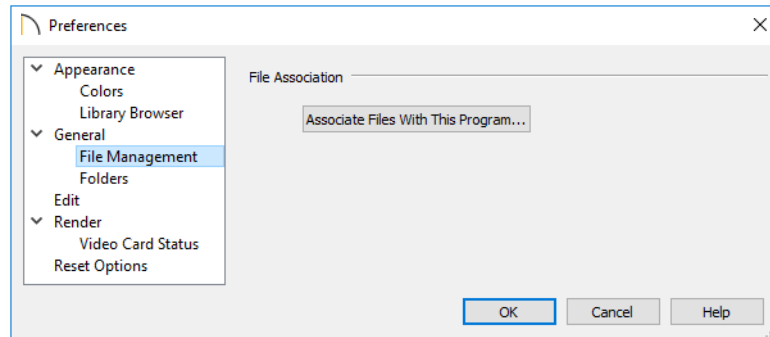 Preferences
Appearance
Colors
Library Browser
General
File Management
Folders
Edit
Render
Video Card Status
Reset Options
File Association
Associate Files With This Program...
OK Cancel Help